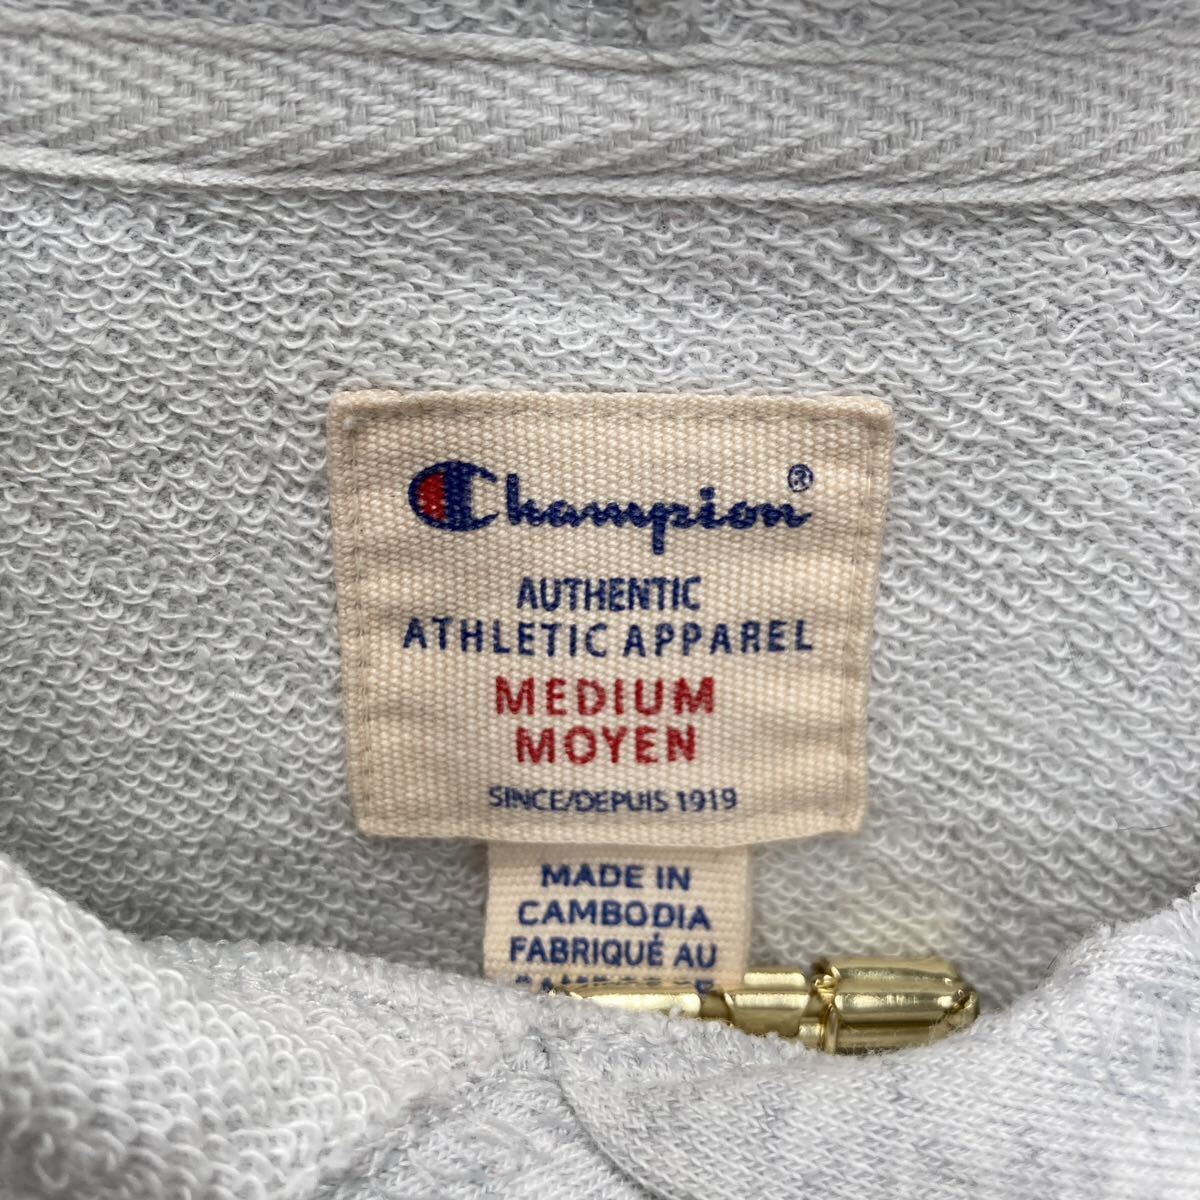 Champion®
AUTHENTIC
ATHLETIC APPAREL
MEDIUM
MOYEN
SINCE/DEPUIS 1919
MADE IN
CAMBODIA
FABRIQUÉ AU